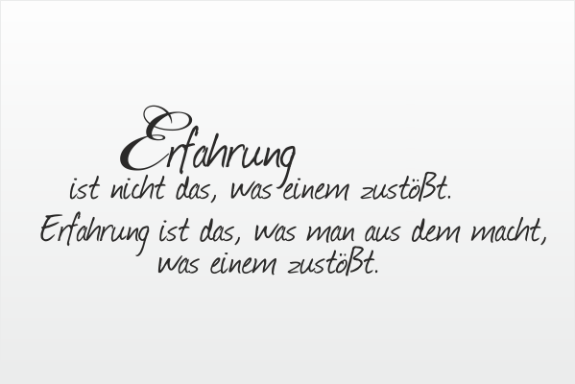 Erfahrung
ist nicht das, was einem zustößt.
Erfahrung ist das, was man aus dem macht,
was einem zustößt.